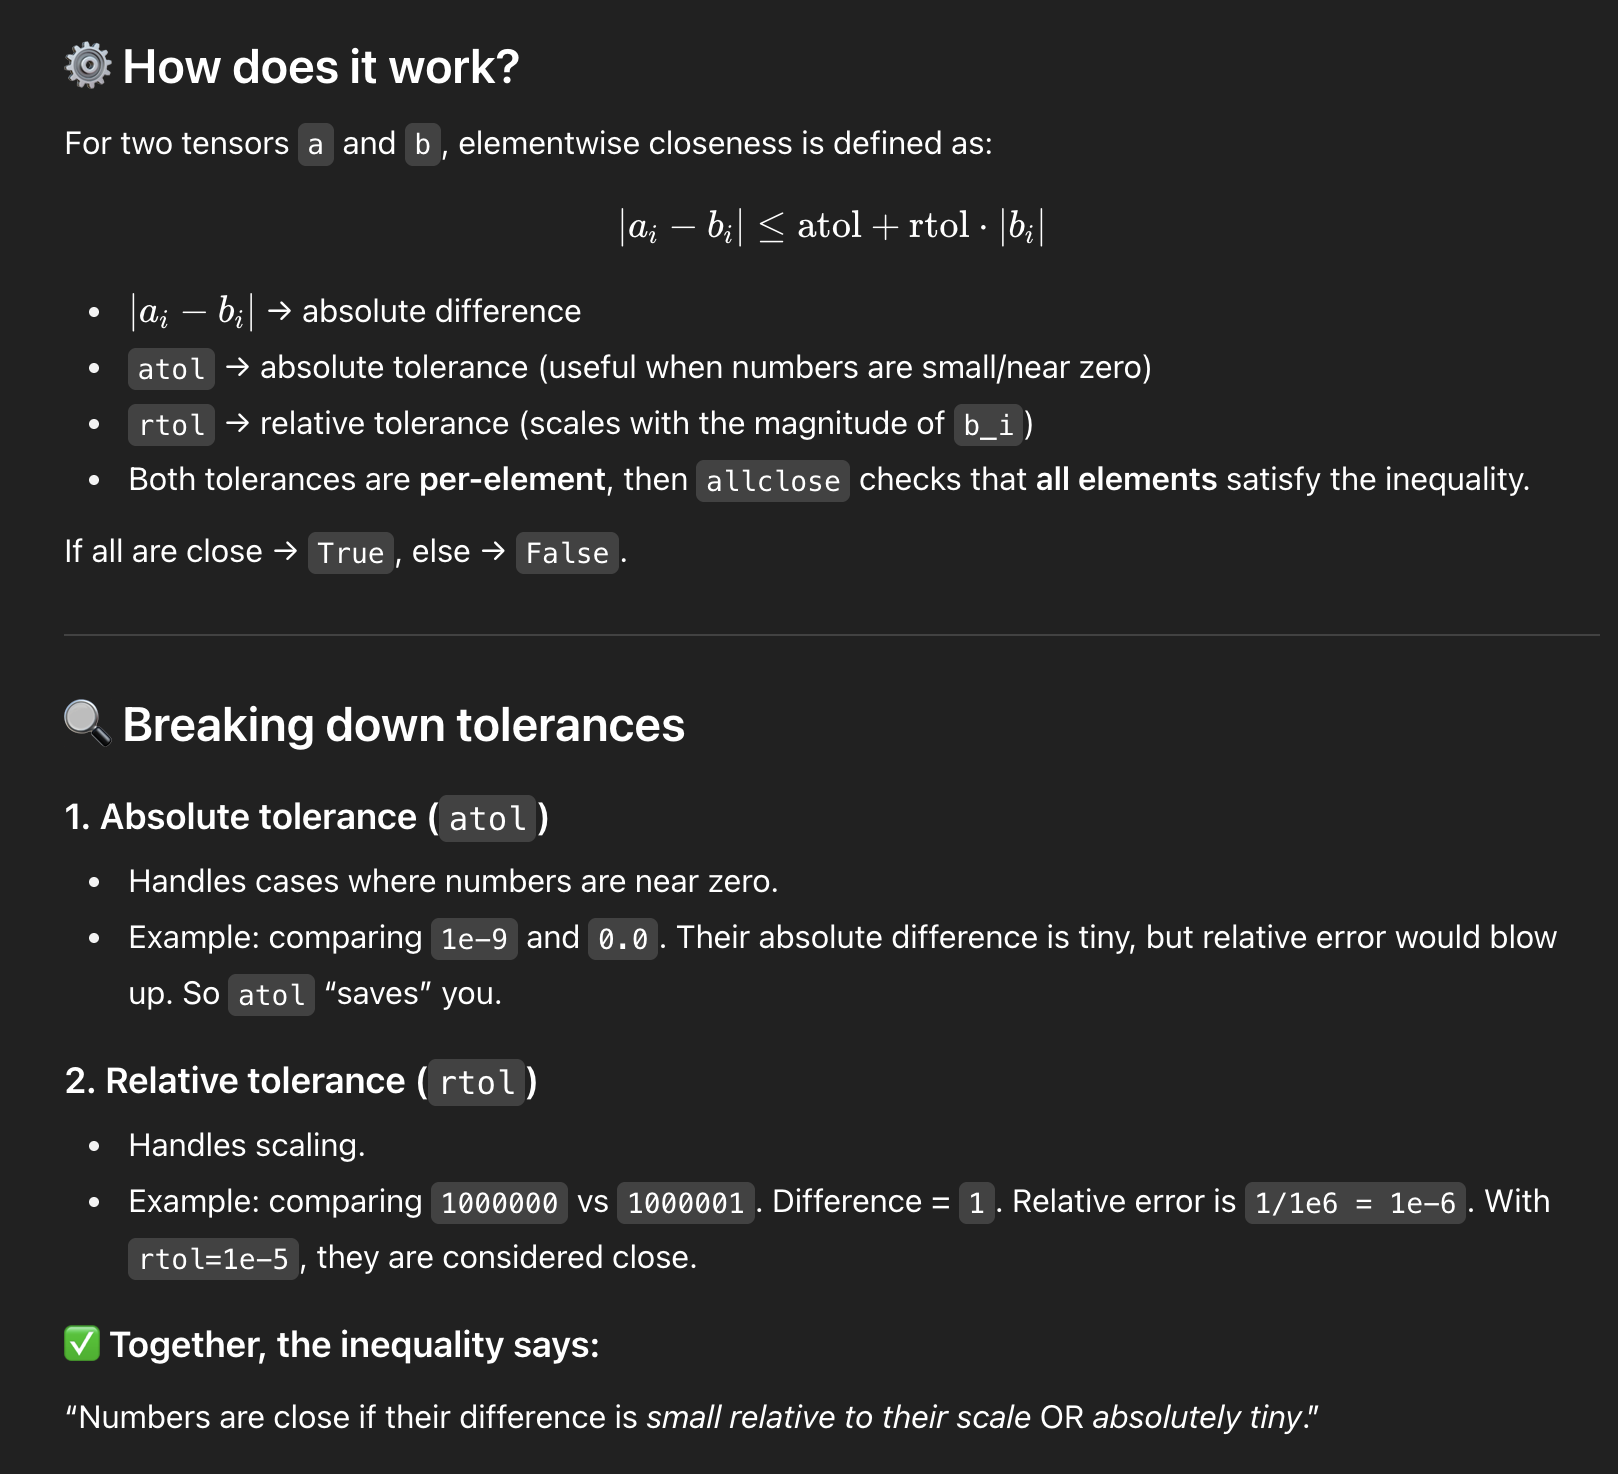 ⚙️ How does it work?
For two tensors a and b, elementwise closeness is defined as:
|a_i − b_i| ≤ atol + rtol · |b_i|
• |a_i − b_i| → absolute difference
• atol → absolute tolerance (useful when numbers are small/near zero)
• rtol → relative tolerance (scales with the magnitude of b_i)
• Both tolerances are per-element, then allclose checks that all elements satisfy the inequality.
If all are close → True, else → False.
🔍 Breaking down tolerances
1. Absolute tolerance (atol)
• Handles cases where numbers are near zero.
• Example: comparing 1e-9 and 0.0. Their absolute difference is tiny, but relative error would blow
up. So atol “saves” you.
2. Relative tolerance (rtol)
• Handles scaling.
• Example: comparing 1000000 vs 1000001. Difference = 1. Relative error is 1/1e6 = 1e-6. With
rtol=1e-5, they are considered close.
✅ Together, the inequality says:
“Numbers are close if their difference is small relative to their scale OR absolutely tiny.”